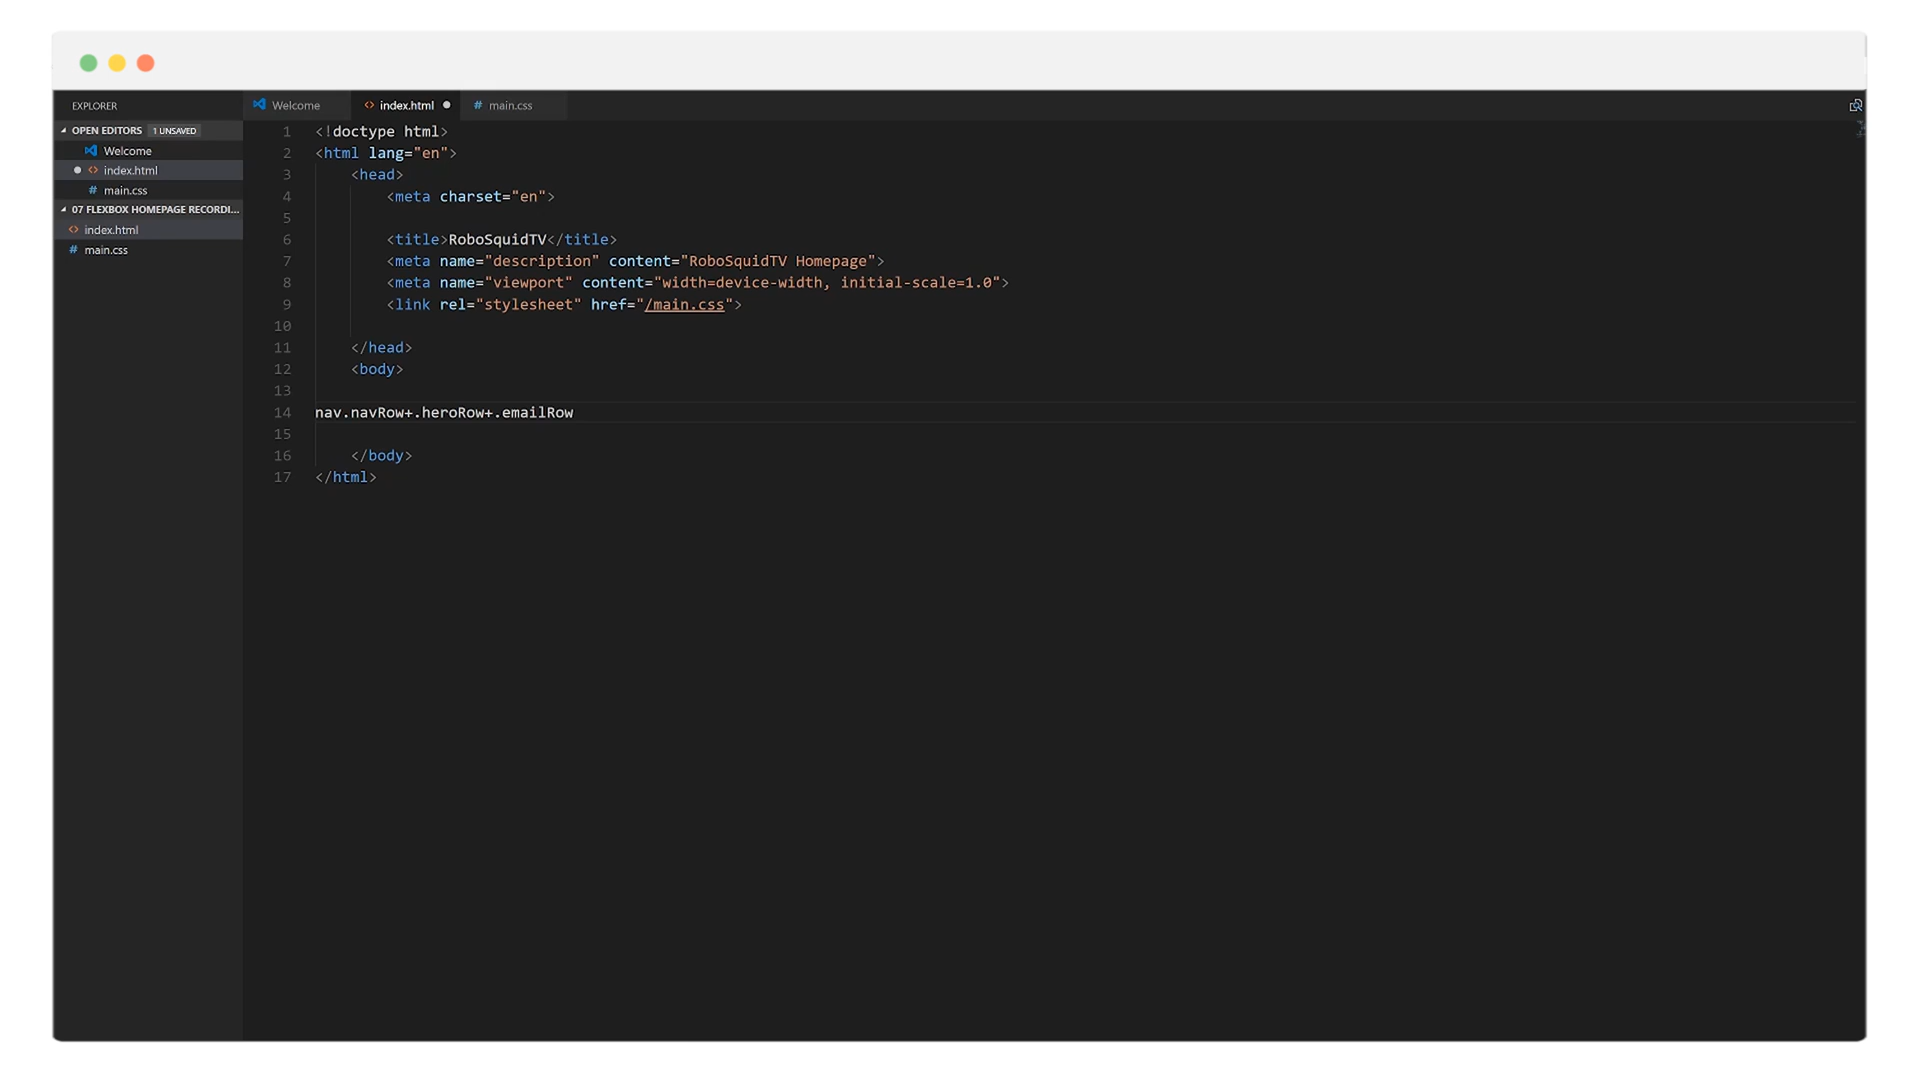 EXPLORER
OPEN EDITORS 1 UNSAVED
Welcome
index.html
main.css
07 FLEXBOX HOMEPAGE RECORDI...
index.html
main.css
Welcome index.html main.css
1 <!doctype html>
2 <html lang="en">
3 <head>
4 <meta charset="en">
5
6 <title>RoboSquidTV</title>
7 <meta name="description" content="RoboSquidTV Homepage">
8 <meta name="viewport" content="width=device-width, initial-scale=1.0">
9 <link rel="stylesheet" href="/main.css">
10
11 </head>
12 <body>
13
14 nav.navRow+.heroRow+.emailRow
15
16 </body>
17 </html>